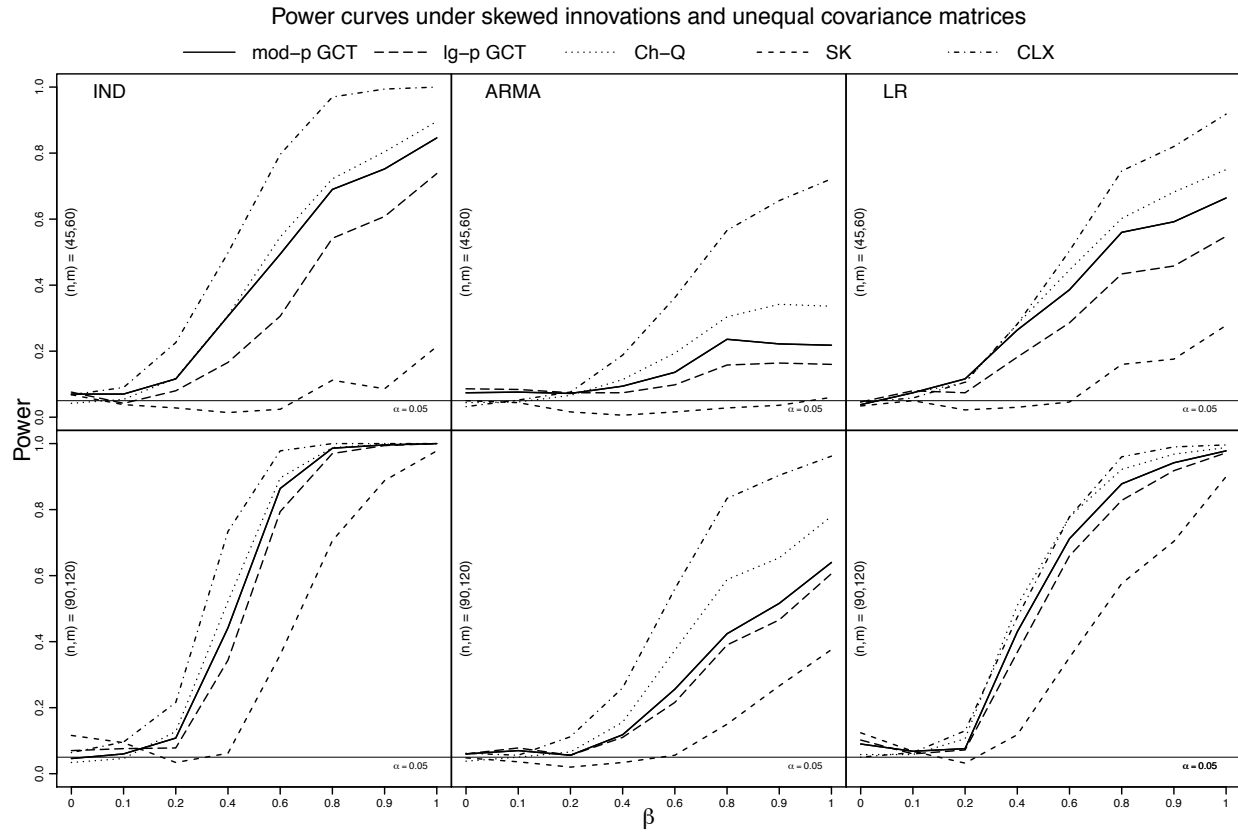 Power curves under skewed innovations and unequal covariance matrices
mod−p GCT lg−p GCT Ch−Q SK CLX
IND ARMA LR
1.0
0.8
0.6
0.4
0.2
0.0
(n,m) = (45,60)
(n,m) = (45,60)
(n,m) = (45,60)
α = 0.05
α = 0.05
α = 0.05
Power
1.0
0.8
0.6
0.4
0.2
0.0
(n,m) = (90,120)
(n,m) = (90,120)
(n,m) = (90,120)
α = 0.05
α = 0.05
α = 0.05
0 0.1 0.2 0.4 0.6 0.8 0.9 1
0 0.1 0.2 0.4 0.6 0.8 0.9 1
0 0.1 0.2 0.4 0.6 0.8 0.9 1
β